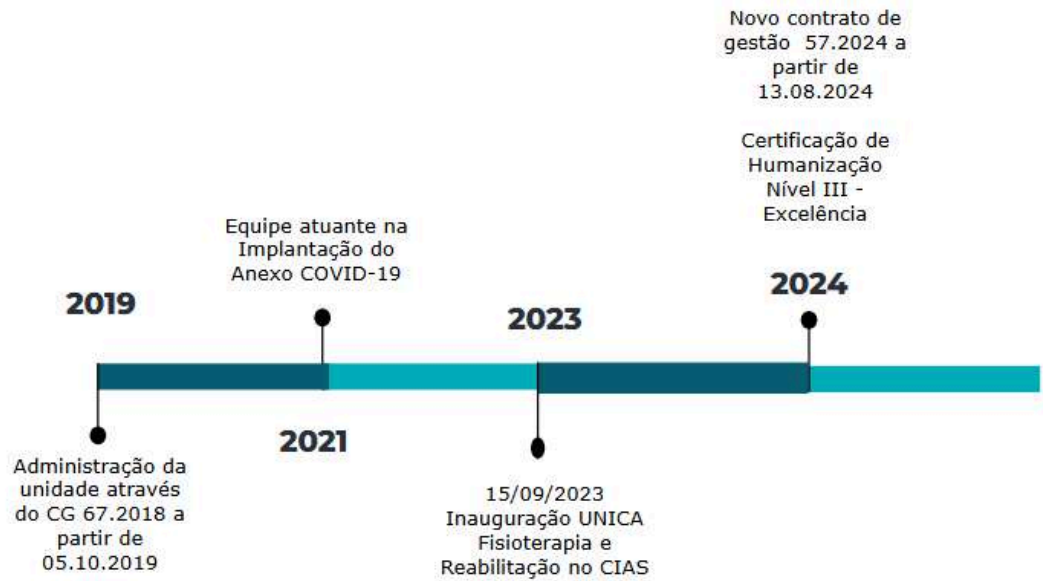 2019
Administração da
unidade através
do CG 67.2018 a
partir de
05.10.2019
Equipe atuante na
Implantação do
Anexo COVID-19
2021
2023
15/09/2023
Inauguração UNICA
Fisioterapia e
Reabilitação no CIAS
Novo contrato de
gestão 57.2024 a
partir de
13.08.2024
Certificação de
Humanização
Nível III -
Excelência
2024